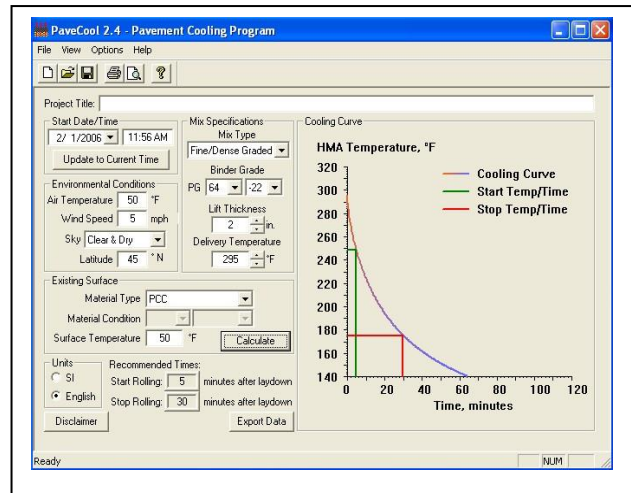 PaveCool 2.4 - Pavement Cooling Program
File View Options Help
Project Title:
Start Date/Time
2/ 1/2006 11:56 AM
Update to Current Time
Environmental Conditions
Air Temperature 50 °F
Wind Speed 5 mph
Sky Clear & Dry
Latitude 45 ° N
Mix Specifications
Mix Type
Fine/Dense Graded
Binder Grade
PG 64 -22
Lift Thickness
2 in.
Delivery Temperature
295 °F
Existing Surface
Material Type PCC
Material Condition
Surface Temperature 50 °F Calculate
Units
SI
English
Recommended Times:
Start Rolling: 5 minutes after laydown
Stop Rolling: 30 minutes after laydown
Disclaimer Export Data
Cooling Curve
HMA Temperature, °F
320
300
280
260
240
220
200
180
160
140
Cooling Curve
Start Temp/Time
Stop Temp/Time
0 20 40 60 80 100 120
Time, minutes
Ready NUM